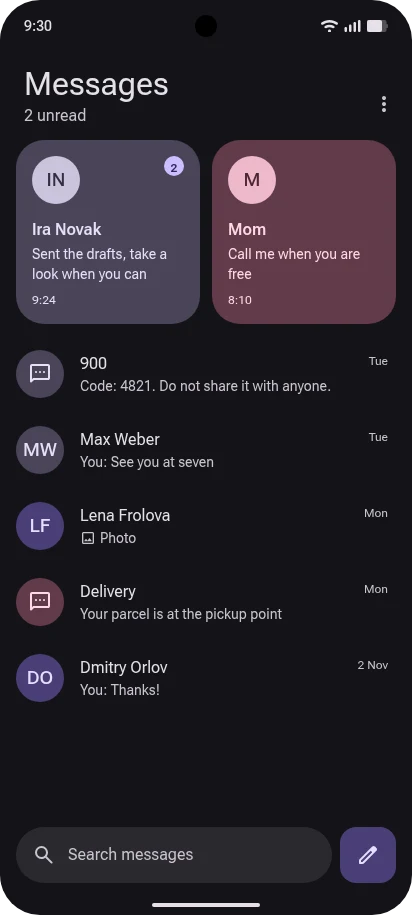 9:30
Messages
2 unread
IN
2
Ira Novak
Sent the drafts, take a
look when you can
9:24
M
Mom
Call me when you are
free
8:10
900
Tue
Code: 4821. Do not share it with anyone.
MW
Max Weber
Tue
You: See you at seven
LF
Lena Frolova
Mon
Photo
Delivery
Mon
Your parcel is at the pickup point
DO
Dmitry Orlov
2 Nov
You: Thanks!
Search messages